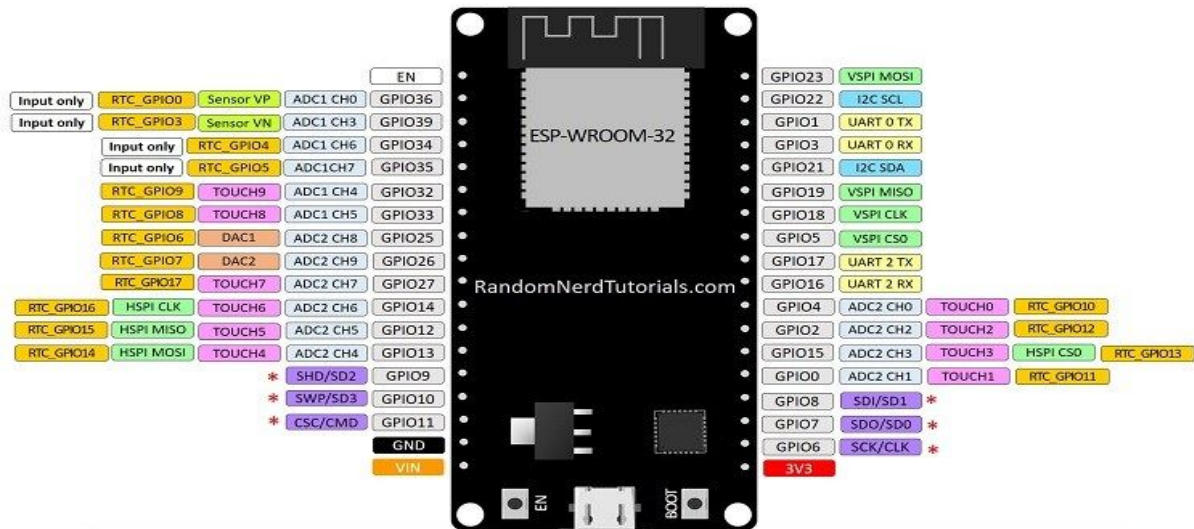 EN
Input only RTC_GPIO0 Sensor VP ADC1 CH0 GPIO36
Input only RTC_GPIO3 Sensor VN ADC1 CH3 GPIO39
Input only RTC_GPIO4 ADC1 CH6 GPIO34
Input only RTC_GPIO5 ADC1CH7 GPIO35
RTC_GPIO9 TOUCH9 ADC1 CH4 GPIO32
RTC_GPIO8 TOUCH8 ADC1 CH5 GPIO33
RTC_GPIO6 DAC1 ADC2 CH8 GPIO25
RTC_GPIO7 DAC2 ADC2 CH9 GPIO26
RTC_GPIO17 TOUCH7 ADC2 CH7 GPIO27
RTC_GPIO16 HSPI CLK TOUCH6 ADC2 CH6 GPIO14
RTC_GPIO15 HSPI MISO TOUCH5 ADC2 CH5 GPIO12
RTC_GPIO14 HSPI MOSI TOUCH4 ADC2 CH4 GPIO13
* SHD/SD2 GPIO9
* SWP/SD3 GPIO10
* CSC/CMD GPIO11
GND
VIN
ESP-WROOM-32
RandomNerdTutorials.com
EN
BOOT
GPIO23 VSPI MOSI
GPIO22 I2C SCL
GPIO1 UART 0 TX
GPIO3 UART 0 RX
GPIO21 I2C SDA
GPIO19 VSPI MISO
GPIO18 VSPI CLK
GPIO5 VSPI CS0
GPIO17 UART 2 TX
GPIO16 UART 2 RX
GPIO4 ADC2 CH0 TOUCH0 RTC_GPIO10
GPIO2 ADC2 CH2 TOUCH2 RTC_GPIO12
GPIO15 ADC2 CH3 TOUCH3 HSPI CS0 RTC_GPIO13
GPIO0 ADC2 CH1 TOUCH1 RTC_GPIO11
GPIO8 SDI/SD1 *
GPIO7 SDO/SD0 *
GPIO6 SCK/CLK *
3V3